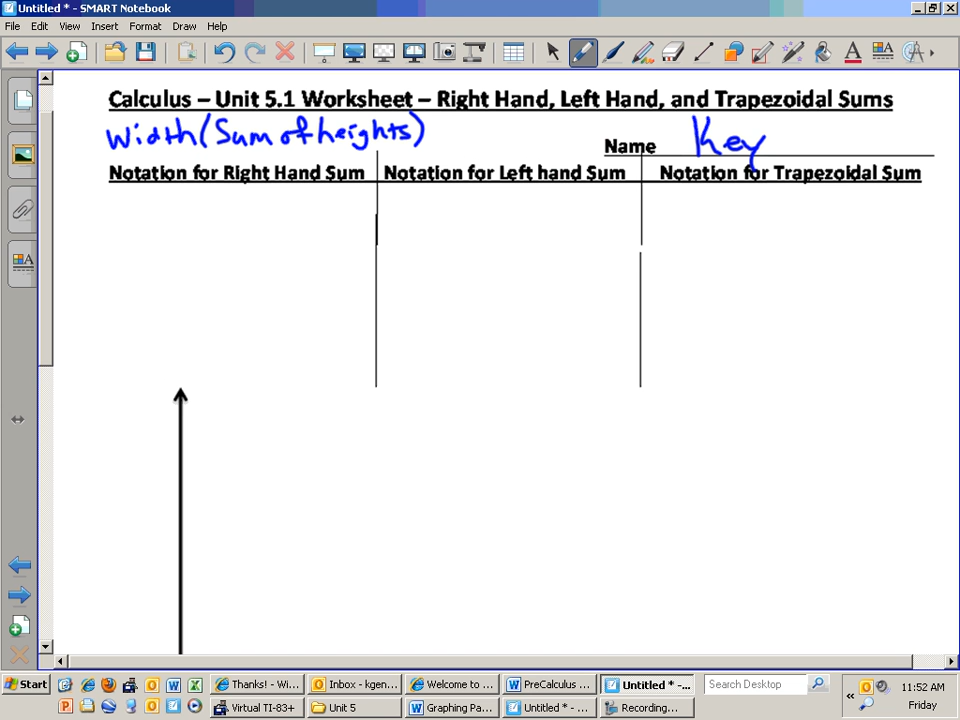 Untitled * - SMART Notebook
File Edit View Insert Format Draw Help
Calculus – Unit 5.1 Worksheet – Right Hand, Left Hand, and Trapezoidal Sums
Width (Sum of heights)
Name Key
Notation for Right Hand Sum Notation for Left hand Sum Notation for Trapezoidal Sum
Start Thanks! - Wi... Inbox - kgen... Welcome to ... PreCalculus ... Untitled * -... Search Desktop 11:52 AM
Virtual TI-83+ Unit 5 Graphing Pa... Untitled * - ... Recording... Friday